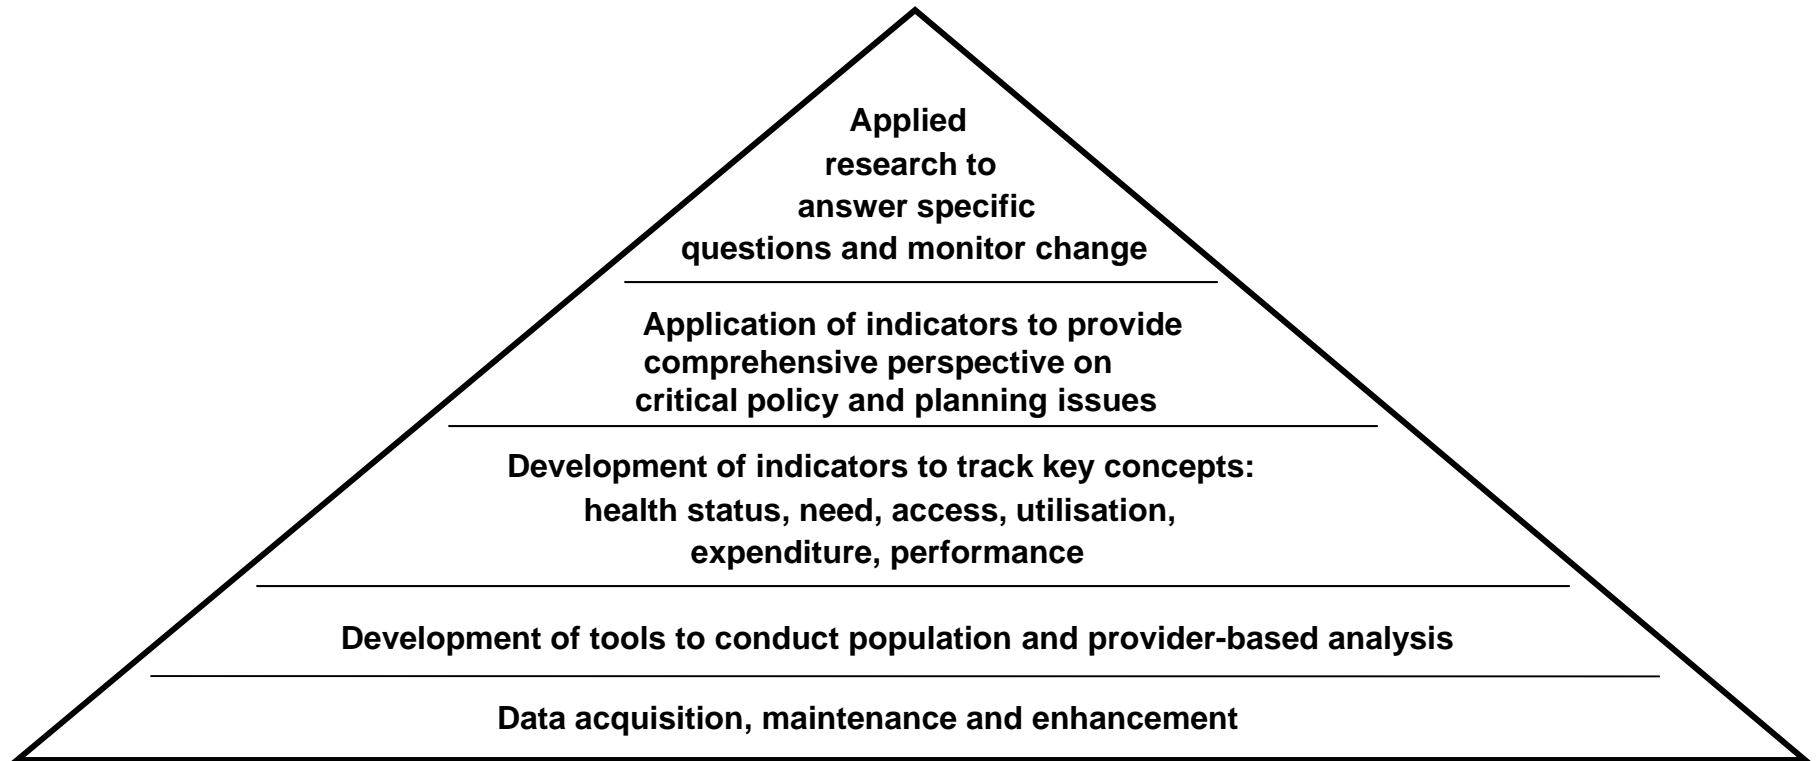 Applied
research to
answer specific
questions and monitor change
Application of indicators to provide
comprehensive perspective on
critical policy and planning issues
Development of indicators to track key concepts:
health status, need, access, utilisation,
expenditure, performance
Development of tools to conduct population and provider-based analysis
Data acquisition, maintenance and enhancement